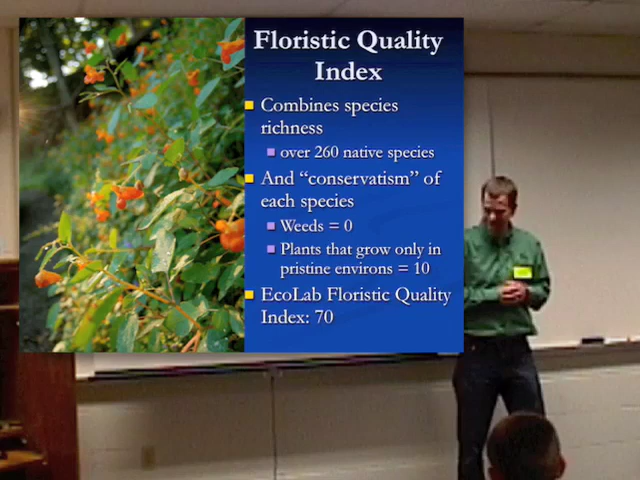 Floristic Quality
Index
Combines species
richness
over 260 native species
And “conservatism” of
each species
Weeds = 0
Plants that grow only in
pristine environs = 10
EcoLab Floristic Quality
Index: 70